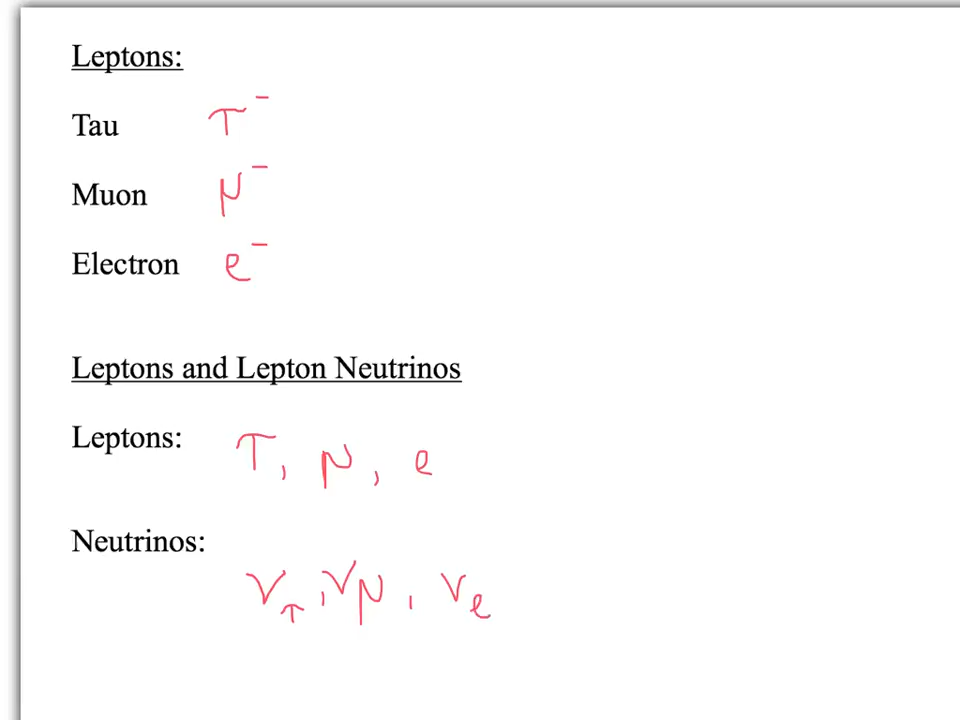 Leptons:
Tau τ⁻
Muon μ⁻
Electron e⁻
Leptons and Lepton Neutrinos
Leptons: τ, μ, e
Neutrinos:
ν_τ, ν_μ, ν_e